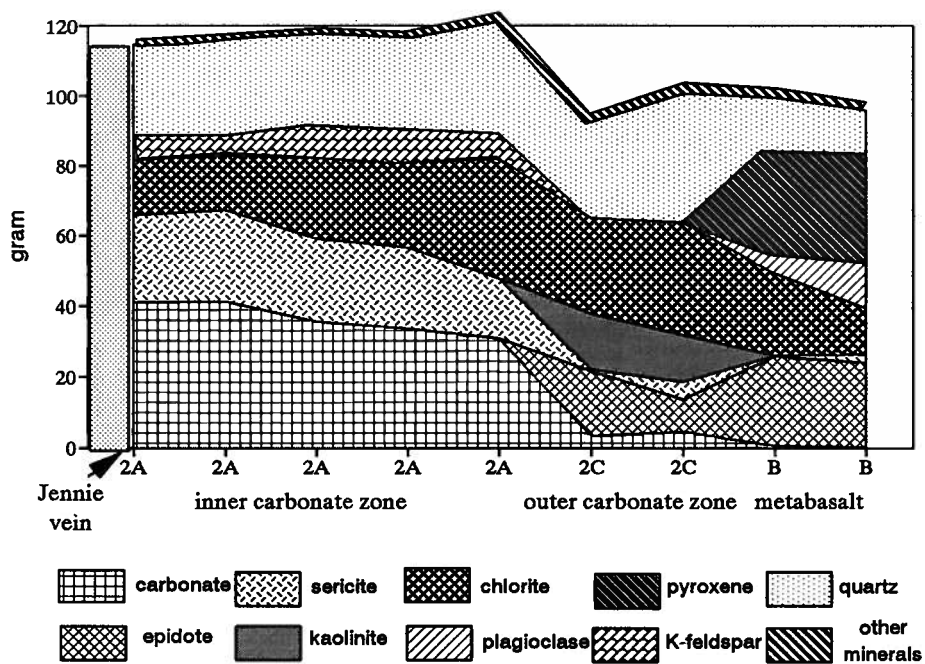 120
100
80
60
40
20
0
gram
2A 2A 2A 2A 2A 2C 2C B B
Jennie
vein
inner carbonate zone outer carbonate zone metabasalt
carbonate sericite chlorite pyroxene quartz
epidote kaolinite plagioclase K-feldspar other
minerals